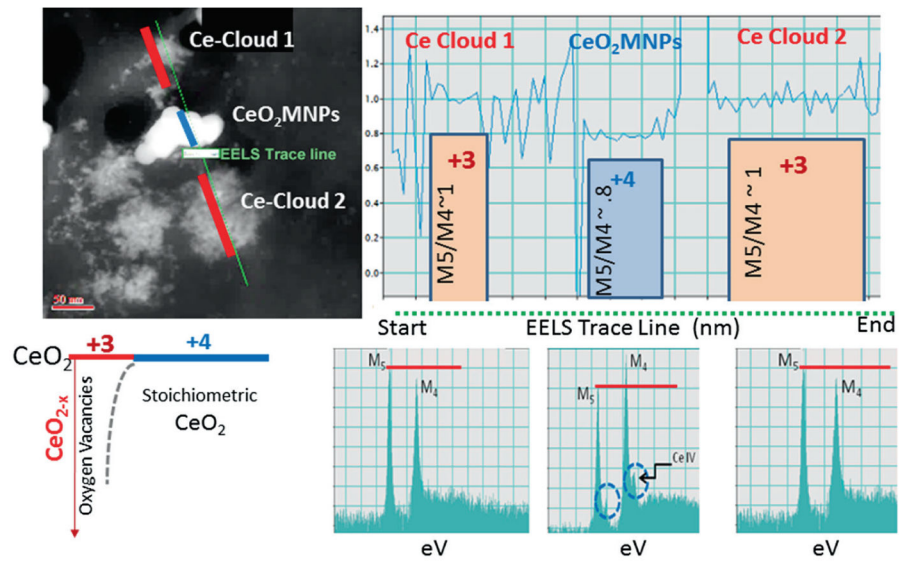 Ce-Cloud 1
CeO₂MNPs
EELS Trace line
Ce-Cloud 2
50 nm
1.4
1.2
1.0
0.8
0.6
0.4
0.2
0.0
Ce Cloud 1
CeO₂MNPs
Ce Cloud 2
+3
M5/M4~1
+4
M5/M4 ~ .8
+3
M5/M4 ~ 1
Start
EELS Trace Line (nm)
End
CeO₂
+3
+4
CeO₂₋ₓ
Oxygen Vacancies
Stoichiometric
CeO₂
M₅
M₄
eV
M₄
M₅
Ce IV
eV
M₅
M₄
eV